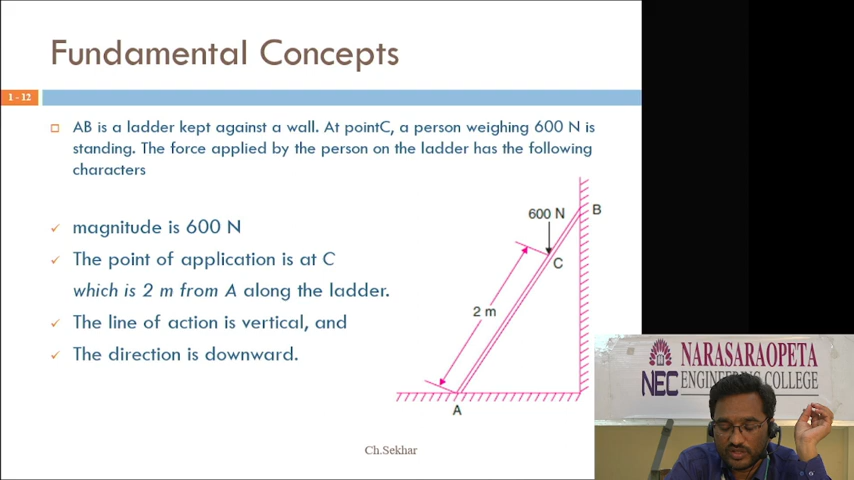 Fundamental Concepts
1 - 12
AB is a ladder kept against a wall. At pointC, a person weighing 600 N is
standing. The force applied by the person on the ladder has the following
characters
✓ magnitude is 600 N
✓ The point of application is at C
which is 2 m from A along the ladder.
✓ The line of action is vertical, and
✓ The direction is downward.
600 N
B
C
2 m
A
Ch.Sekhar
NARASARAOPETA
NEC ENGINEERING COLLEGE